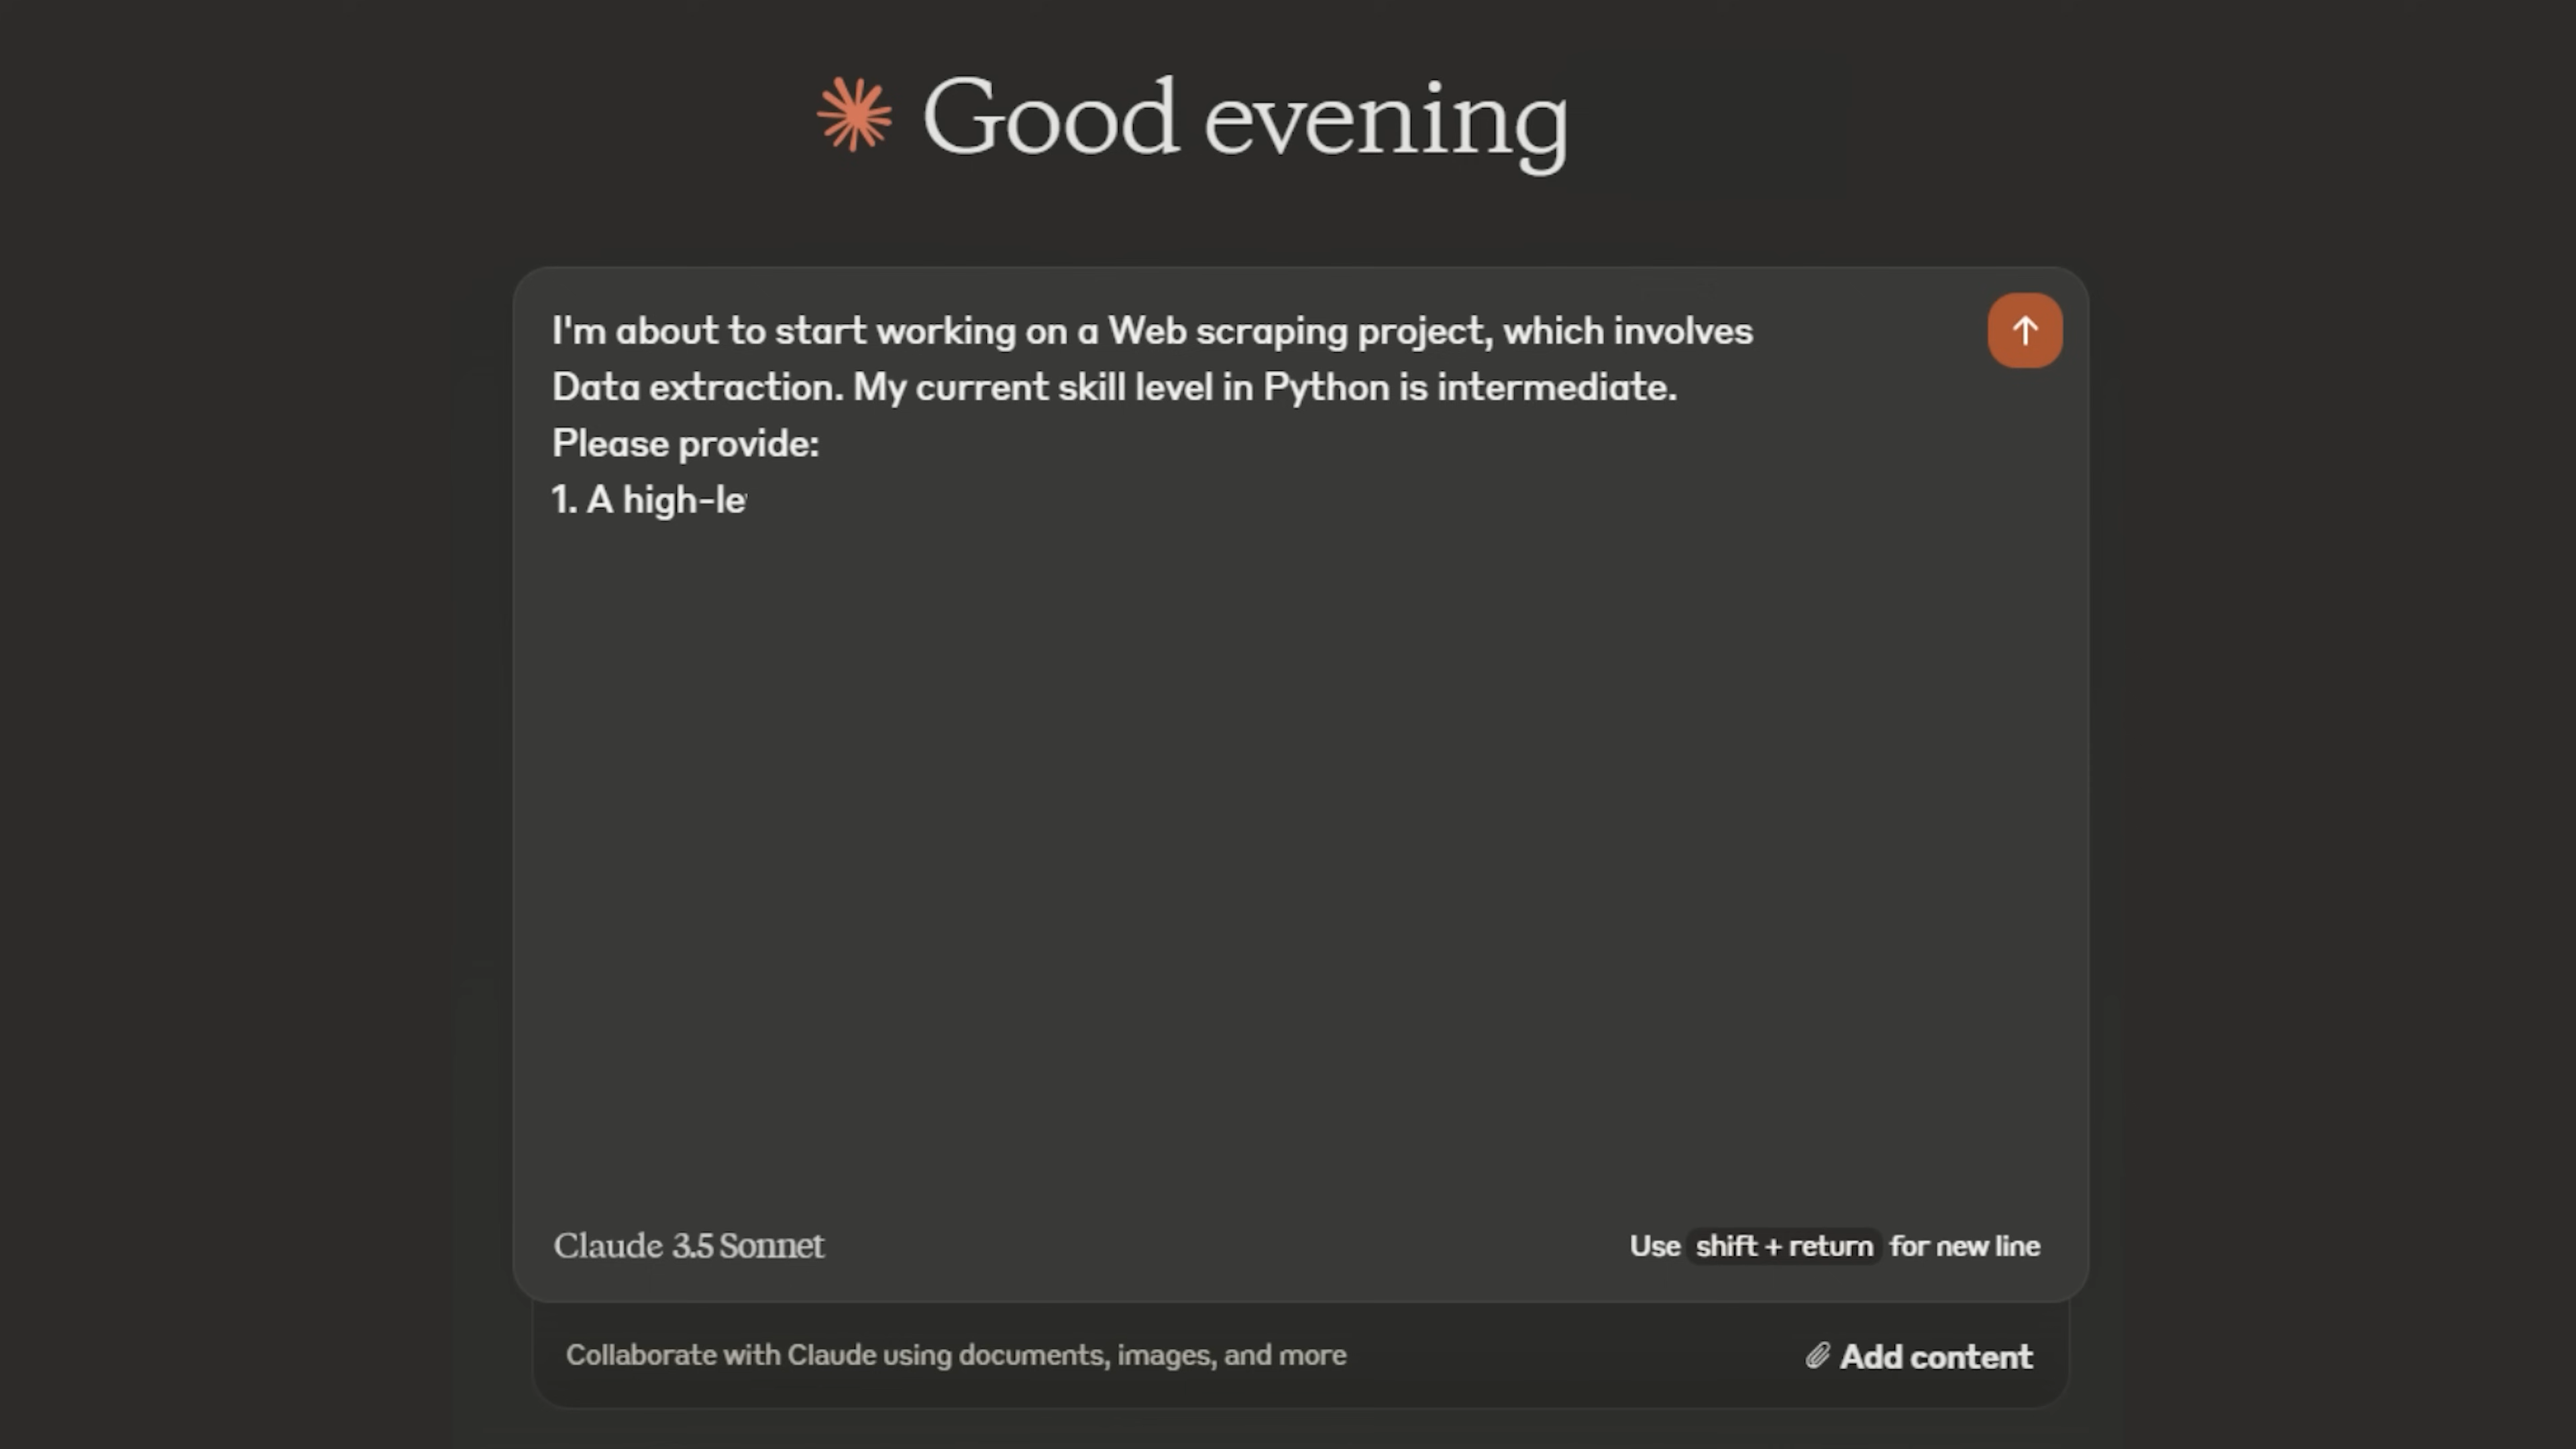 Good evening
I'm about to start working on a Web scraping project, which involves
Data extraction. My current skill level in Python is intermediate.
Please provide:
1. A high-le
Claude 3.5 Sonnet
Use shift + return for new line
Collaborate with Claude using documents, images, and more
Add content